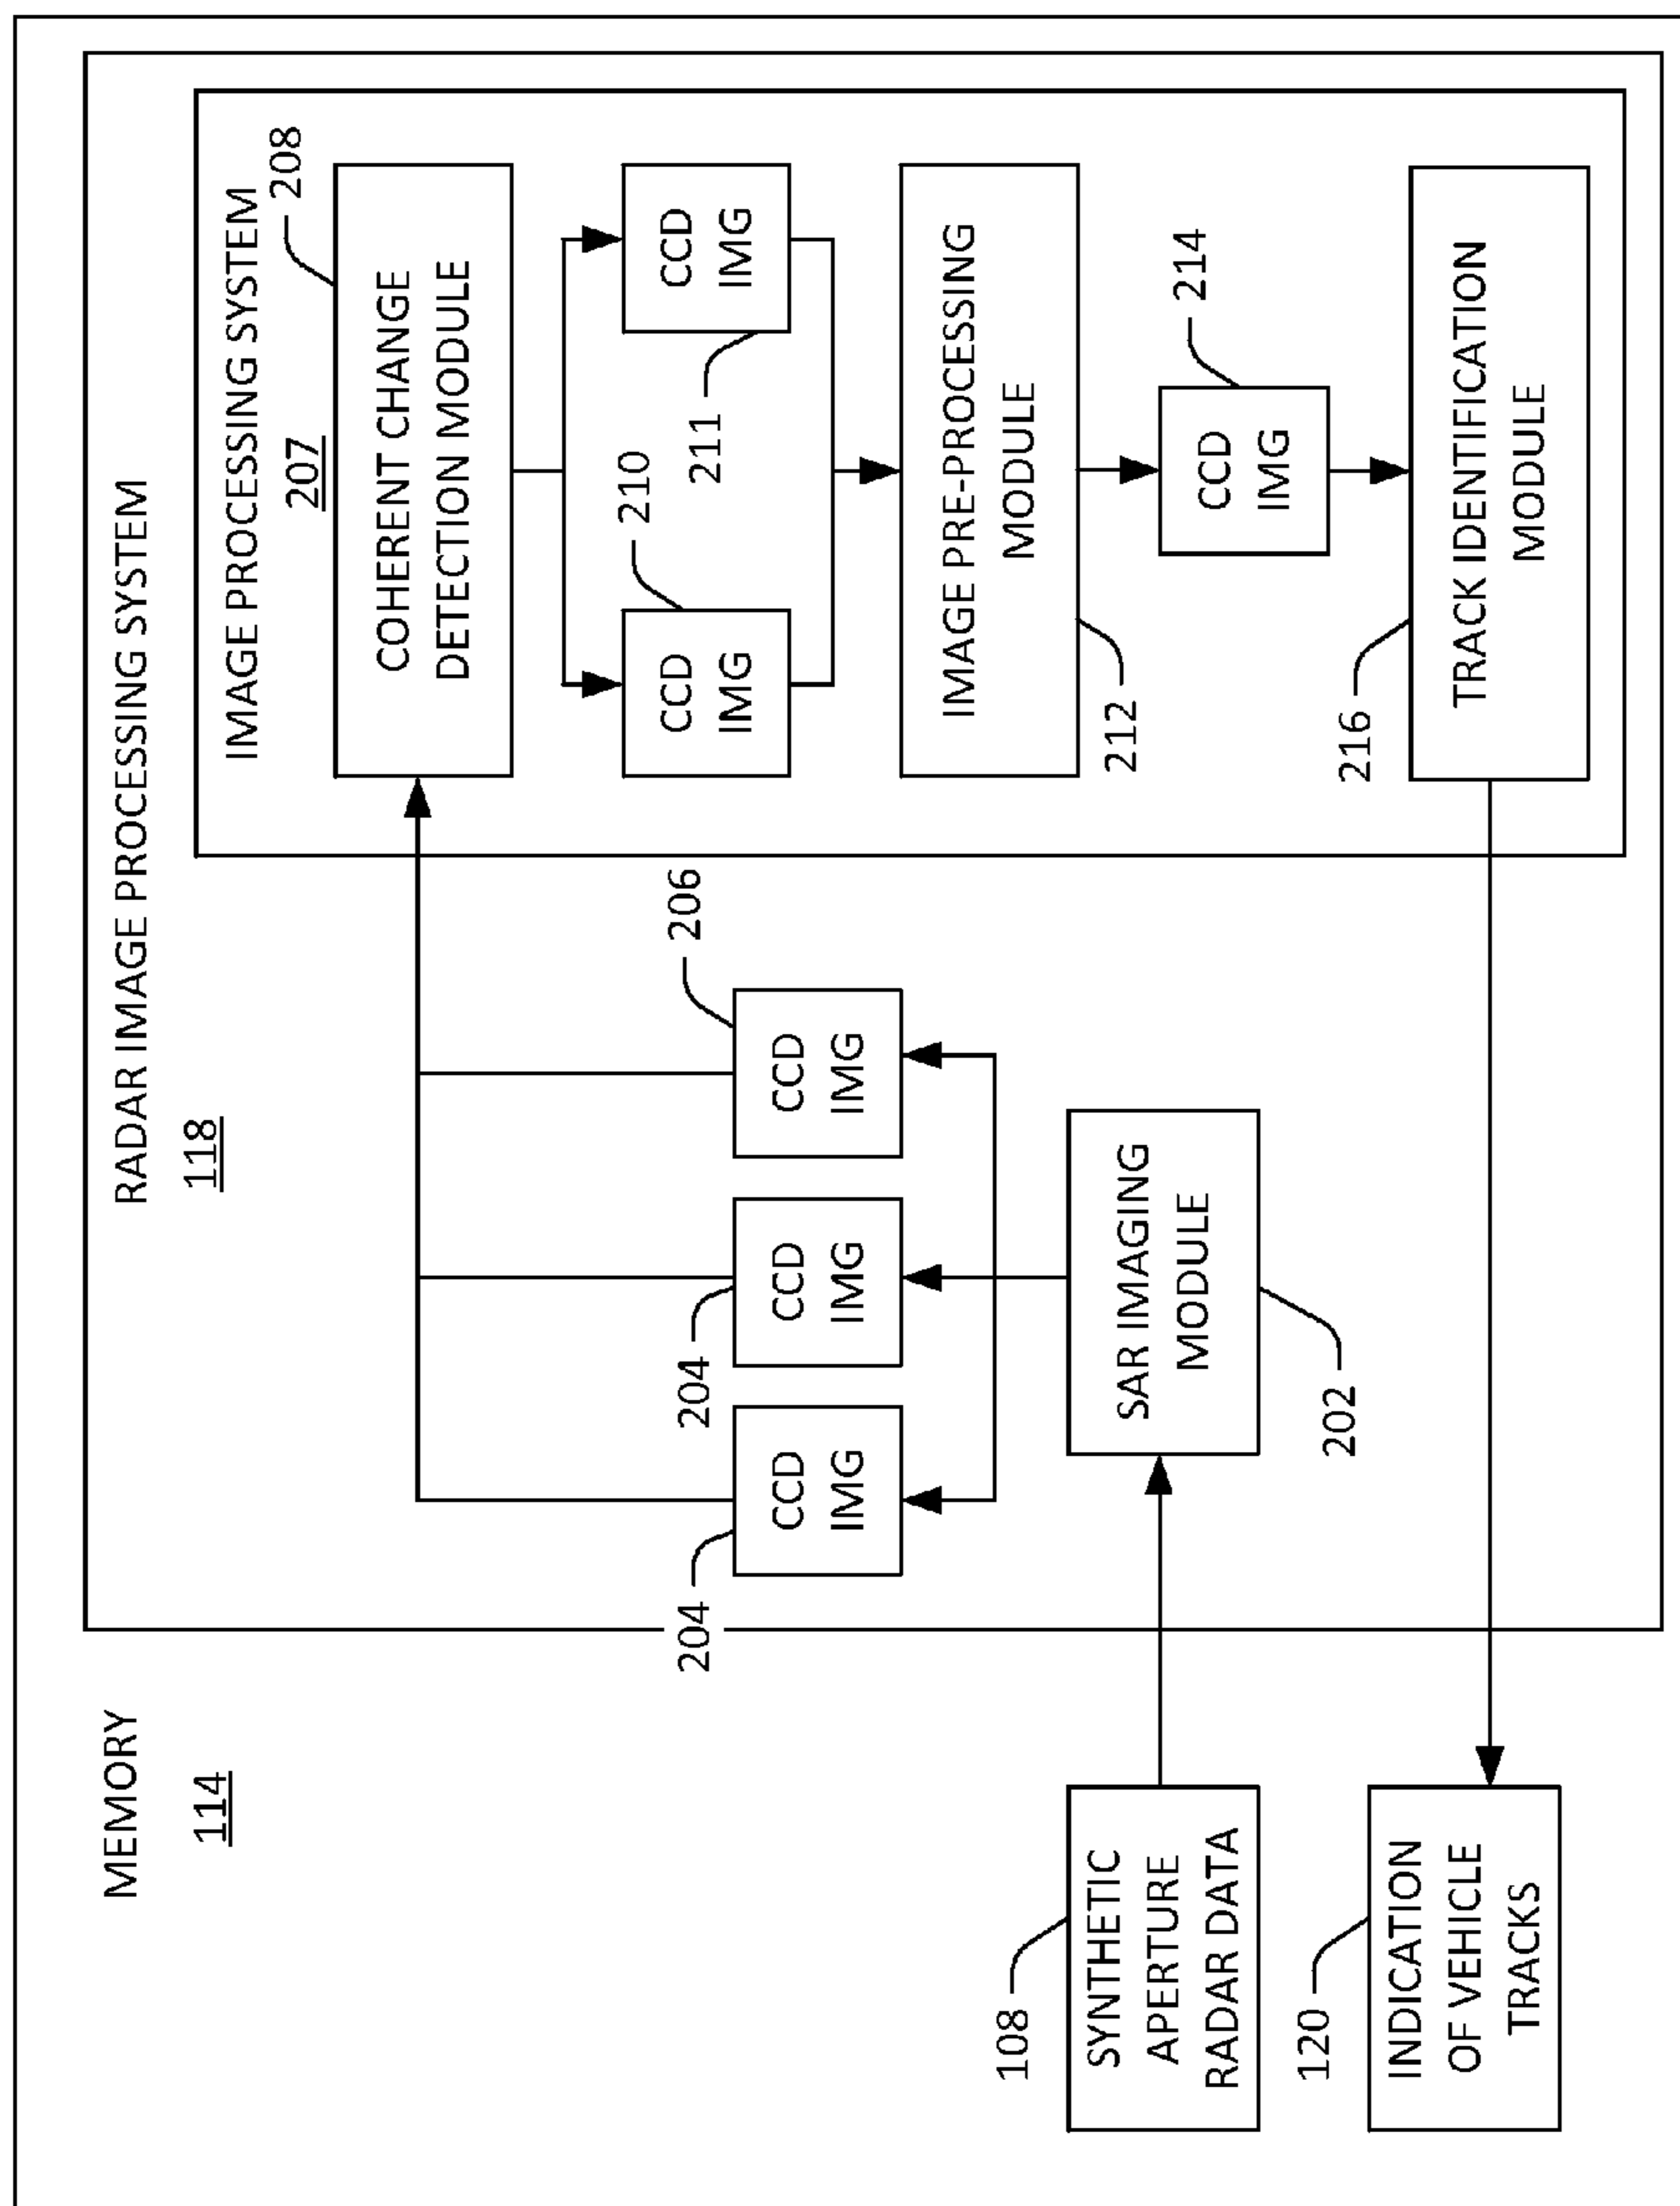 MEMORY
114
RADAR IMAGE PROCESSING SYSTEM
118
SYNTHETIC
APERTURE
RADAR DATA
108
INDICATION
OF VEHICLE
TRACKS
120
SAR IMAGING
MODULE
202
CCD
IMG
204
CCD
IMG
204
CCD
IMG
206
IMAGE PROCESSING SYSTEM
207
208
COHERENT CHANGE
DETECTION MODULE
CCD
IMG
210
CCD
IMG
211
IMAGE PRE-PROCESSING
MODULE
212
CCD
IMG
214
TRACK IDENTIFICATION
MODULE
216